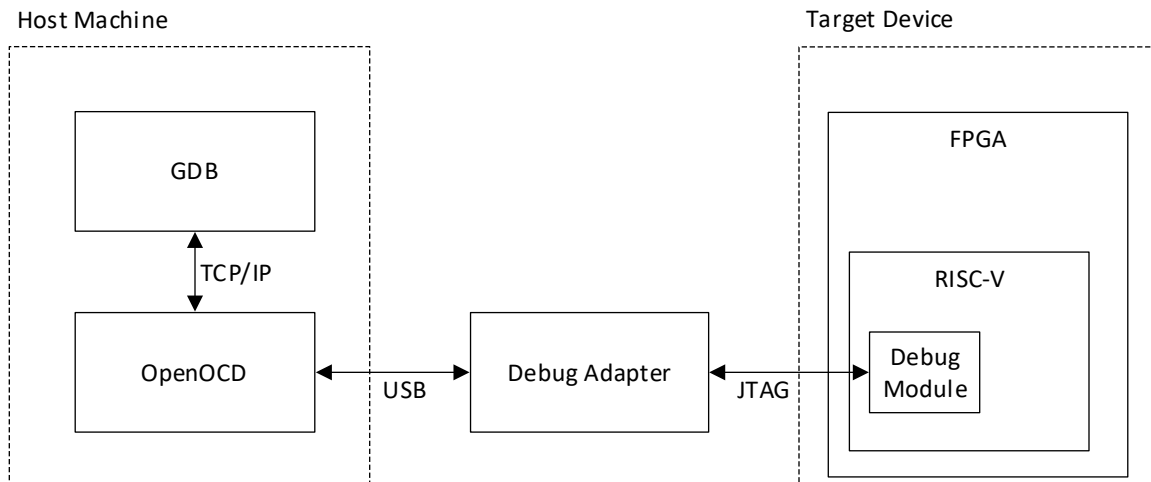 Host Machine
Target Device
GDB
FPGA
TCP/IP
RISC-V
OpenOCD
USB
Debug Adapter
JTAG
Debug
Module